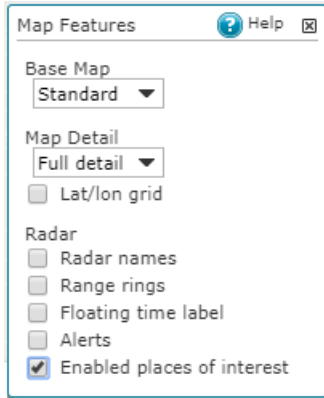 Map Features ? Help
Base Map
Standard
Map Detail
Full detail
Lat/lon grid
Radar
Radar names
Range rings
Floating time label
Alerts
Enabled places of interest